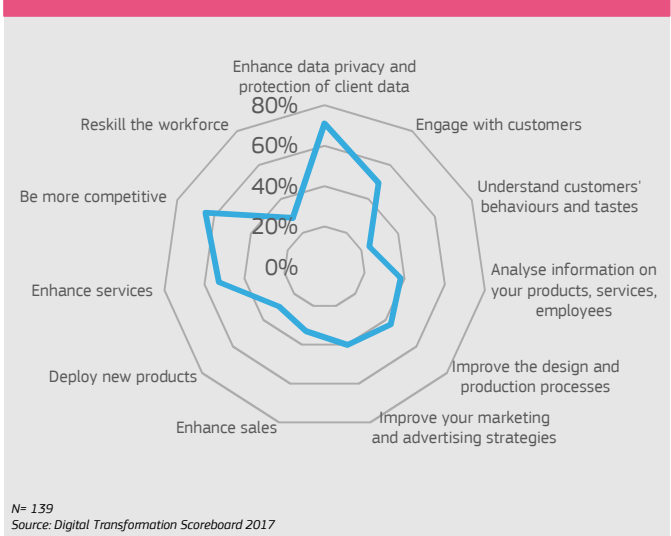 Enhance data privacy and
protection of client data
80%
Reskill the workforce
Engage with customers
60%
Be more competitive
40%
Understand customers'
behaviours and tastes
20%
0%
Enhance services
Analyse information on
your products, services,
employees
Deploy new products
Improve the design and
production processes
Enhance sales
Improve your marketing
and advertising strategies
N= 139
Source: Digital Transformation Scoreboard 2017